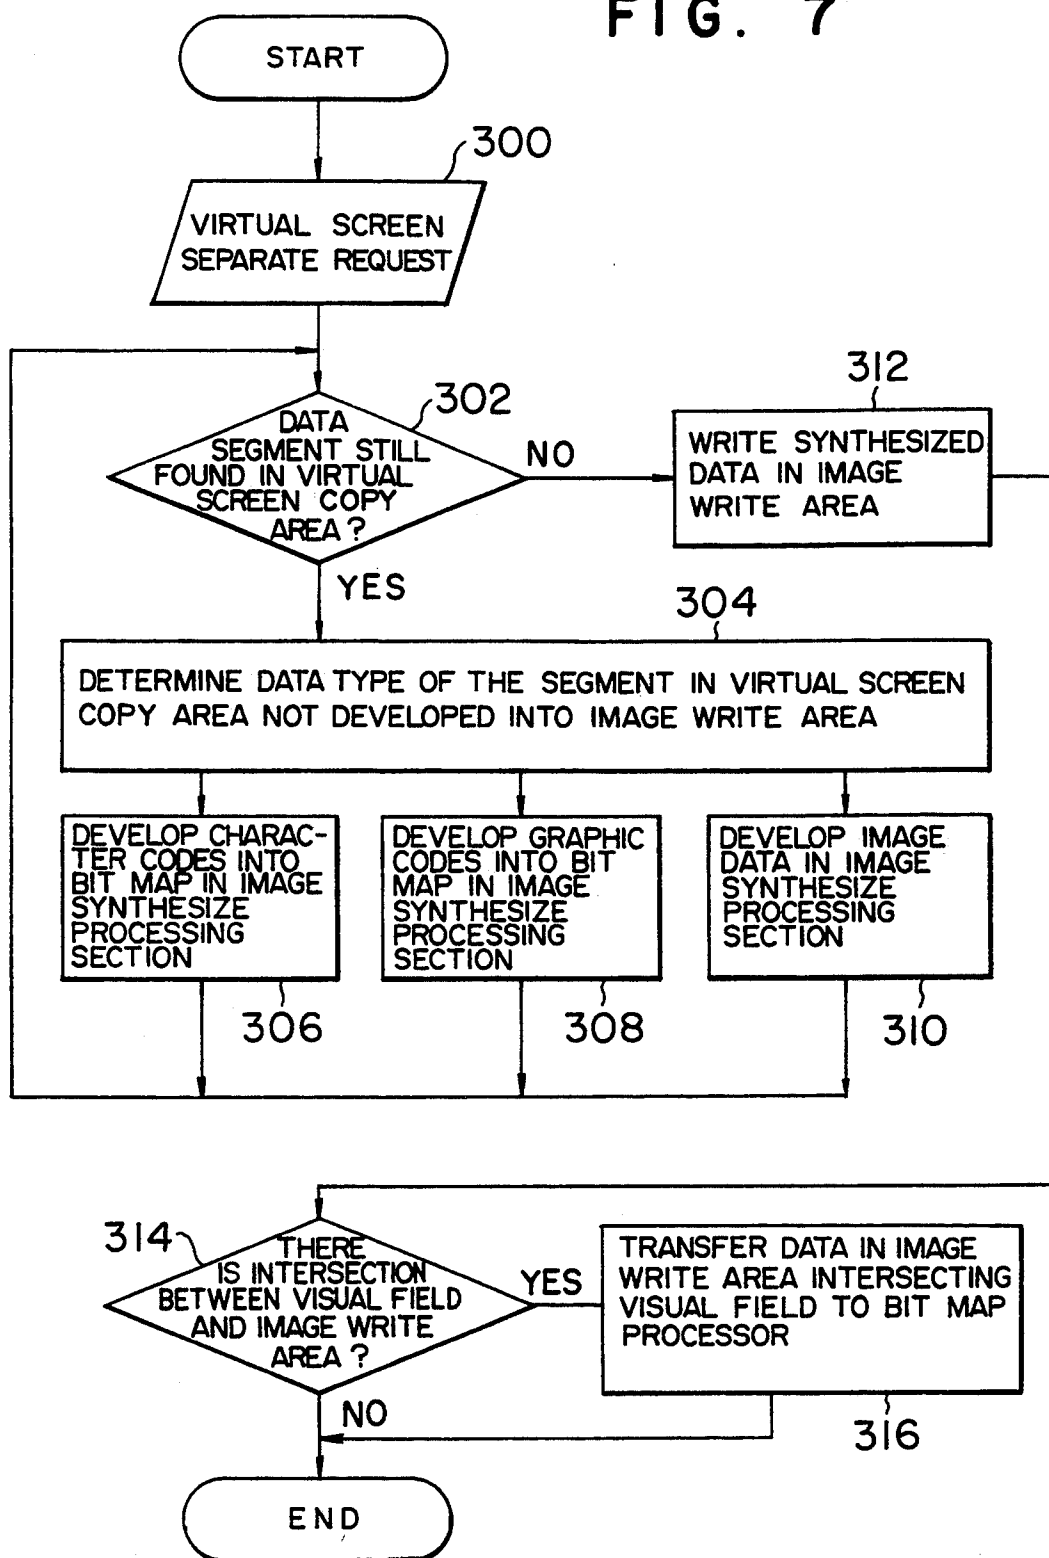 FIG. 7
START
300
VIRTUAL SCREEN
SEPARATE REQUEST
302
DATA
SEGMENT STILL
FOUND IN VIRTUAL
SCREEN COPY
AREA?
NO
312
WRITE SYNTHESIZED
DATA IN IMAGE
WRITE AREA
YES
304
DETERMINE DATA TYPE OF THE SEGMENT IN VIRTUAL SCREEN
COPY AREA NOT DEVELOPED INTO IMAGE WRITE AREA
DEVELOP CHARAC-
TER CODES INTO
BIT MAP IN IMAGE
SYNTHESIZE
PROCESSING
SECTION
306
DEVELOP GRAPHIC
CODES INTO BIT
MAP IN IMAGE
SYNTHESIZE
PROCESSING
SECTION
308
DEVELOP IMAGE
DATA IN IMAGE
SYNTHESIZE
PROCESSING
SECTION
310
314
THERE
IS INTERSECTION
BETWEEN VISUAL FIELD
AND IMAGE WRITE
AREA?
YES
TRANSFER DATA IN IMAGE
WRITE AREA INTERSECTING
VISUAL FIELD TO BIT MAP
PROCESSOR
316
NO
END